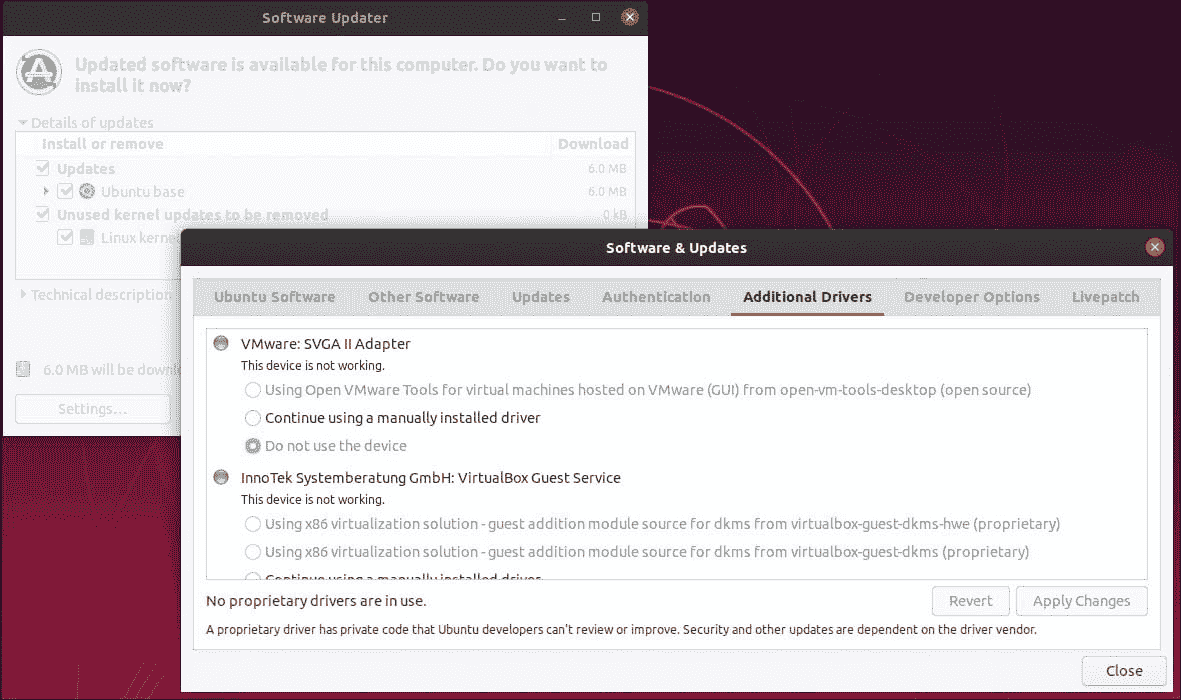 Software Updater
Updated software is available for this computer. Do you want to
install it now?
Details of updates
Install or remove Download
Updates 6.0 MB
Ubuntu base 6.0 MB
Unused kernel updates to be removed 0 kB
Linux kerne
Technical description
6.0 MB will be downl
Settings...
Software & Updates
Ubuntu Software Other Software Updates Authentication Additional Drivers Developer Options Livepatch
VMware: SVGA II Adapter
This device is not working.
Using Open VMware Tools for virtual machines hosted on VMware (GUI) from open-vm-tools-desktop (open source)
Continue using a manually installed driver
Do not use the device
InnoTek Systemberatung GmbH: VirtualBox Guest Service
This device is not working.
Using x86 virtualization solution - guest addition module source for dkms from virtualbox-guest-dkms-hwe (proprietary)
Using x86 virtualization solution - guest addition module source for dkms from virtualbox-guest-dkms (proprietary)
Continue using a manually installed driver
No proprietary drivers are in use.
Revert Apply Changes
A proprietary driver has private code that Ubuntu developers can't review or improve. Security and other updates are dependent on the driver vendor.
Close